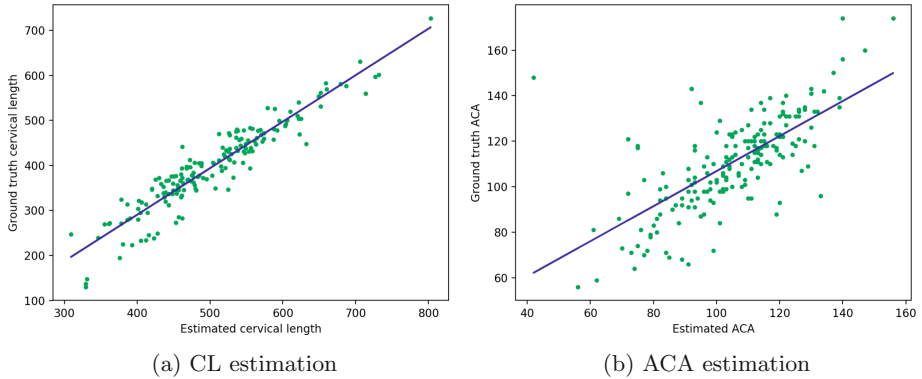 700
600
500
400
300
200
100
Ground truth cervical length
300 400 500 600 700 800
Estimated cervical length
(a) CL estimation
160
140
120
100
80
60
Ground truth ACA
40 60 80 100 120 140 160
Estimated ACA
(b) ACA estimation